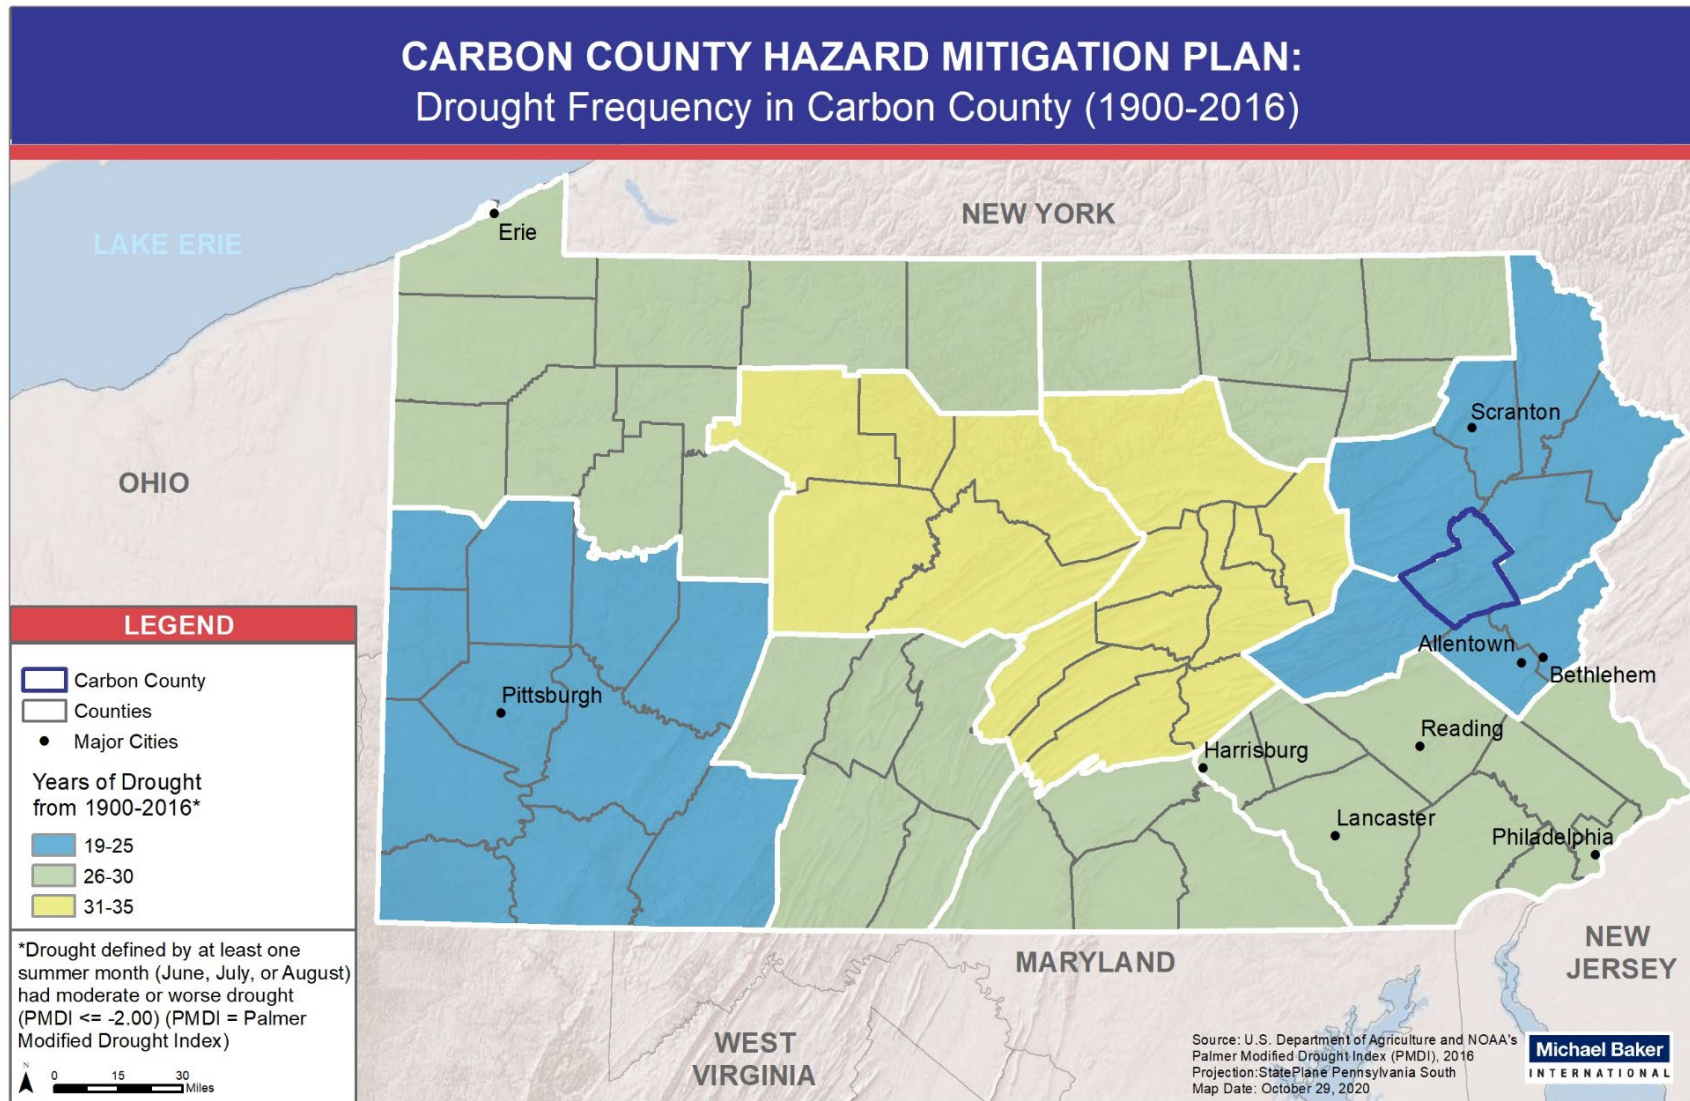 CARBON COUNTY HAZARD MITIGATION PLAN:
Drought Frequency in Carbon County (1900-2016)
NEW YORK
LAKE ERIE
Erie
Scranton
OHIO
Allentown
Bethlehem
Pittsburgh
Reading
Harrisburg
Lancaster
Philadelphia
MARYLAND
NEW
JERSEY
WEST
VIRGINIA
LEGEND
Carbon County
Counties
Major Cities
Years of Drought
from 1900-2016*
19-25
26-30
31-35
*Drought defined by at least one
summer month (June, July, or August)
had moderate or worse drought
(PMDI <= -2.00) (PMDI = Palmer
Modified Drought Index)
N
0 15 30
Miles
Source: U.S. Department of Agriculture and NOAA's
Palmer Modified Drought Index (PMDI), 2016
Projection:StatePlane Pennsylvania South
Map Date: October 29, 2020
Michael Baker
INTERNATIONAL